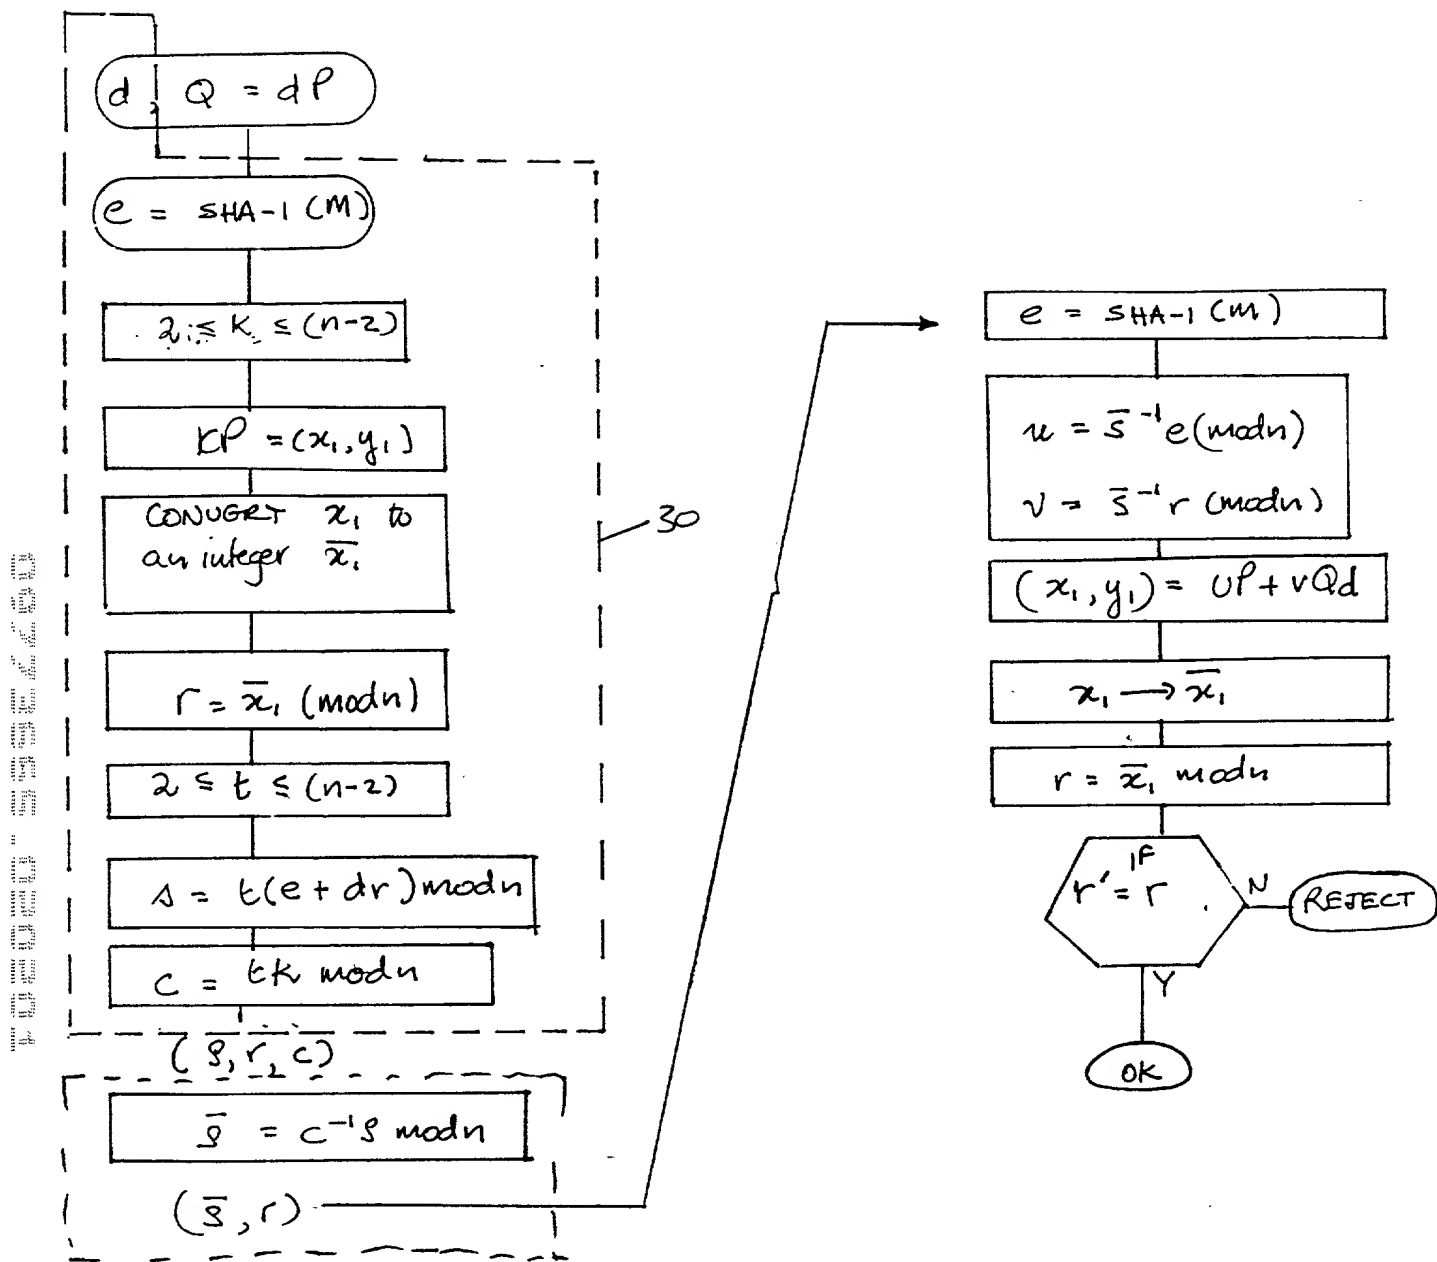 d, Q = dP
e = SHA-1 (M)
2 ≤ K ≤ (n-2)
KP = (x₁, y₁)
CONVERT x₁ to
an integer x̄₁
r = x̄₁ (mod n)
2 ≤ t ≤ (n-2)
s = t(e + dr) mod n
c = tk mod n
(s, r, c)
s̄ = c⁻¹s mod n
(s̄, r)
30
e = SHA-1 (M)
u = s̄⁻¹ e (mod n)
v = s̄⁻¹ r (mod n)
(x₁, y₁) = UP + vQd
x₁ → x̄₁
r = x̄₁ mod n
IF
r' = r
N
REJECT
Y
OK